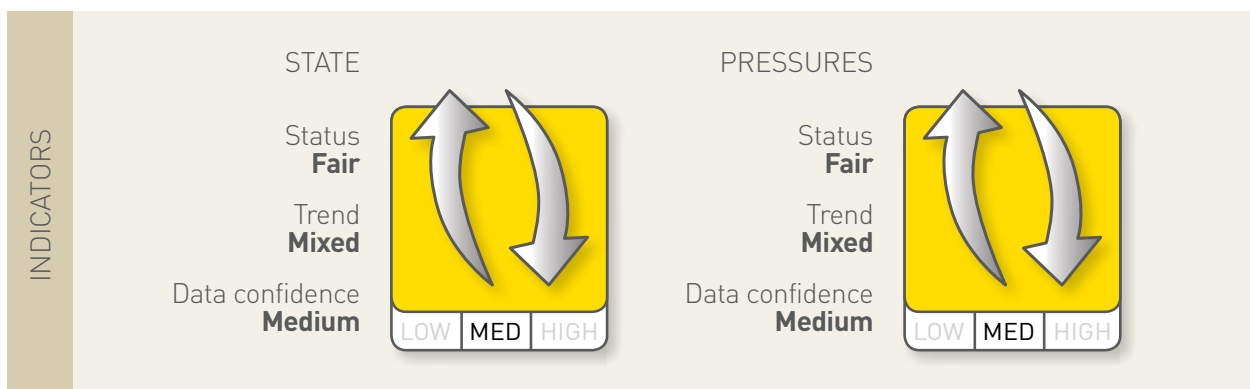 INDICATORS
STATE
Status
Fair
Trend
Mixed
Data confidence
Medium
LOW MED HIGH
PRESSURES
Status
Fair
Trend
Mixed
Data confidence
Medium
LOW MED HIGH